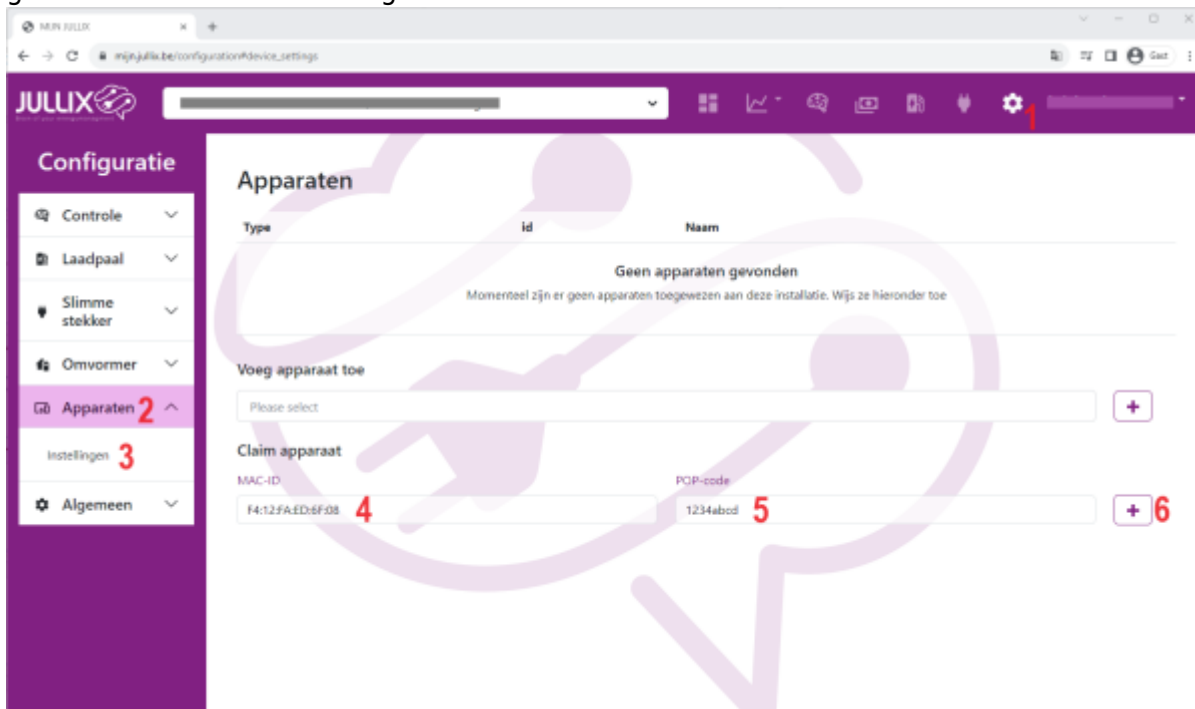 MIJN JULLIX
mijn.jullix.be/configuration#device_settings
Gast
JULLIX
1
Configuratie
Controle
Laadpaal
Slimme
stekker
Omvormer
Apparaten 2
Instellingen 3
Algemeen
Apparaten
Type id Naam
Geen apparaten gevonden
Momenteel zijn er geen apparaten toegewezen aan deze installatie. Wijs ze hieronder toe
Voeg apparaat toe
Please select
Claim apparaat
MAC-ID POP-code
F4:12:FA:ED:6F:08 4 1234abcd 5 6